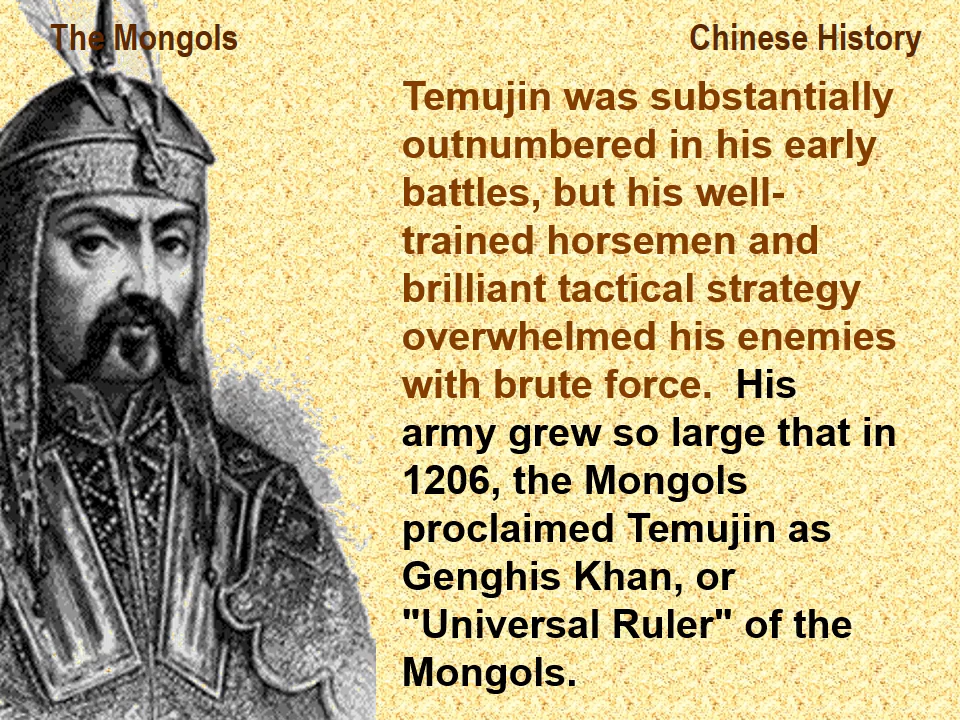 The Mongols
Chinese History
Temujin was substantially
outnumbered in his early
battles, but his well-
trained horsemen and
brilliant tactical strategy
overwhelmed his enemies
with brute force.  His
army grew so large that in
1206, the Mongols
proclaimed Temujin as
Genghis Khan, or
"Universal Ruler" of the
Mongols.